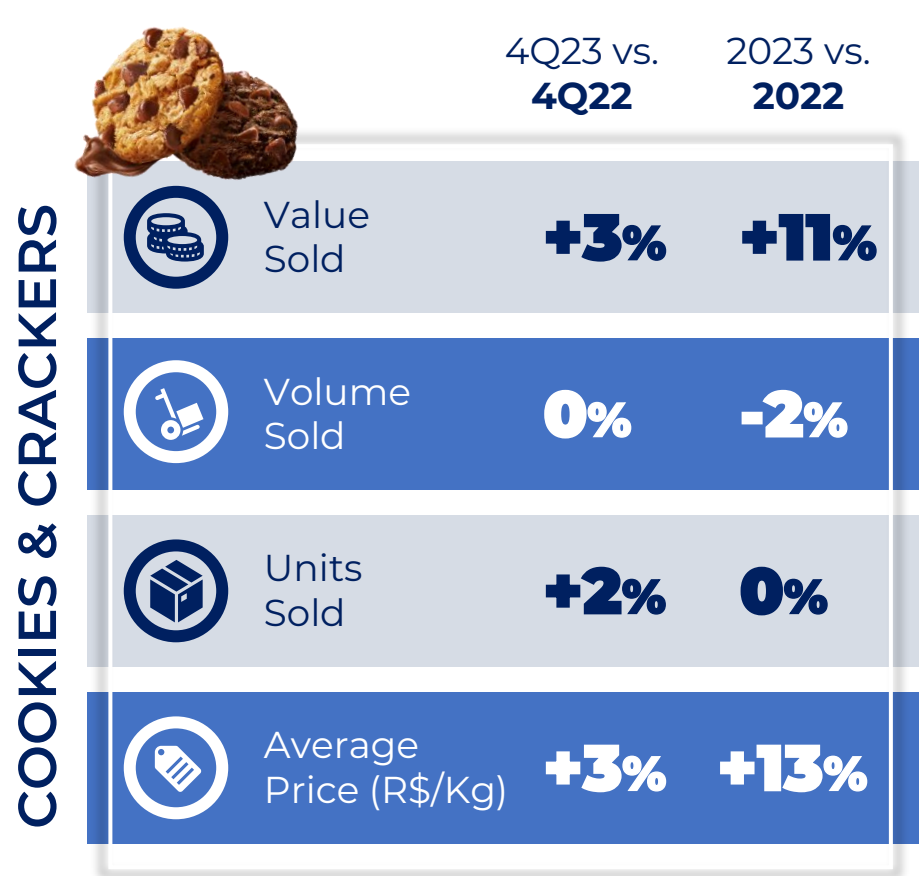 4Q23 vs.
4Q22
2023 vs.
2022
COOKIES & CRACKERS
Value
Sold
+3%
+11%
Volume
Sold
0%
-2%
Units
Sold
+2%
0%
Average
Price (R$/Kg)
+3%
+13%